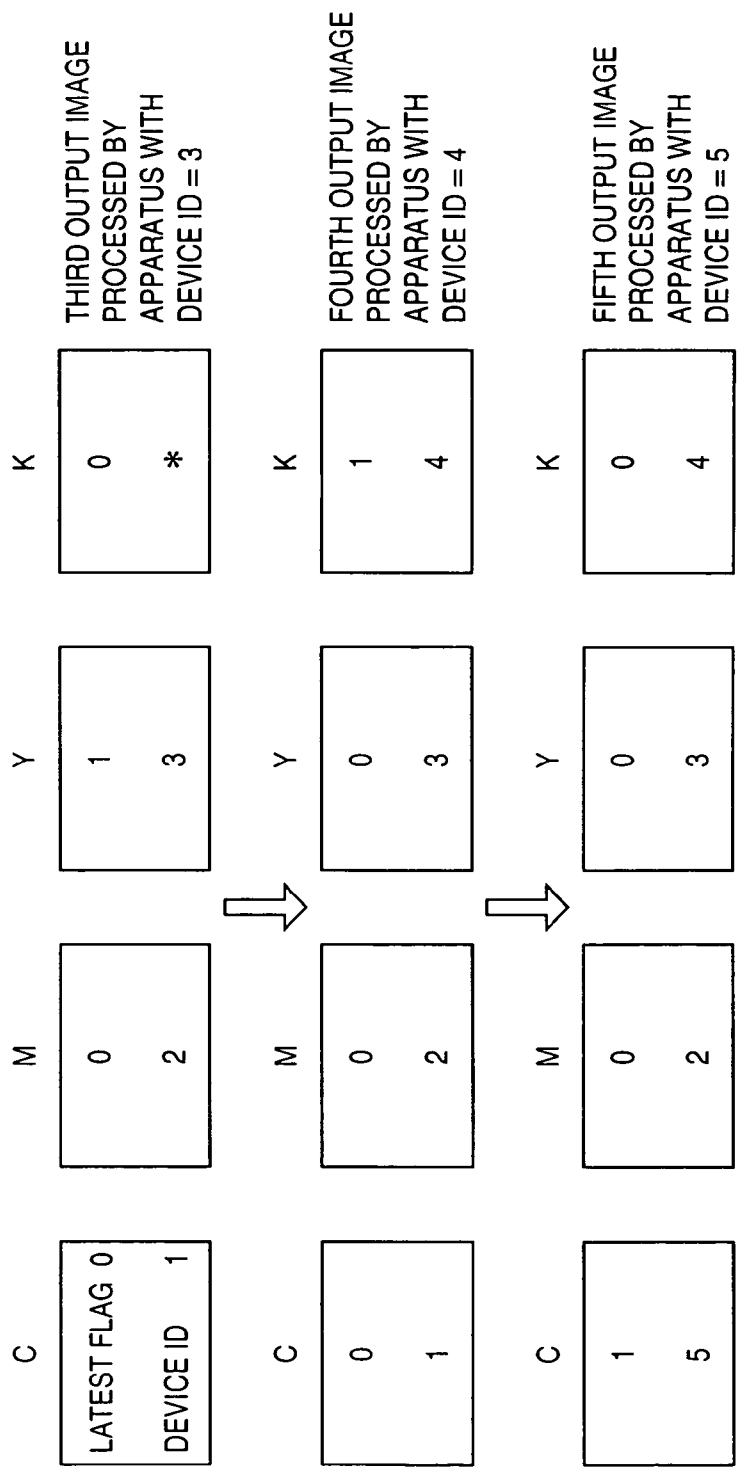 C M Y K
LATEST FLAG 0 0 1 0
DEVICE ID 1 2 3 *
THIRD OUTPUT IMAGE
PROCESSED BY
APPARATUS WITH
DEVICE ID = 3
C M Y K
0 0 0 1
1 2 3 4
FOURTH OUTPUT IMAGE
PROCESSED BY
APPARATUS WITH
DEVICE ID = 4
C M Y K
1 0 0 0
5 2 3 4
FIFTH OUTPUT IMAGE
PROCESSED BY
APPARATUS WITH
DEVICE ID = 5